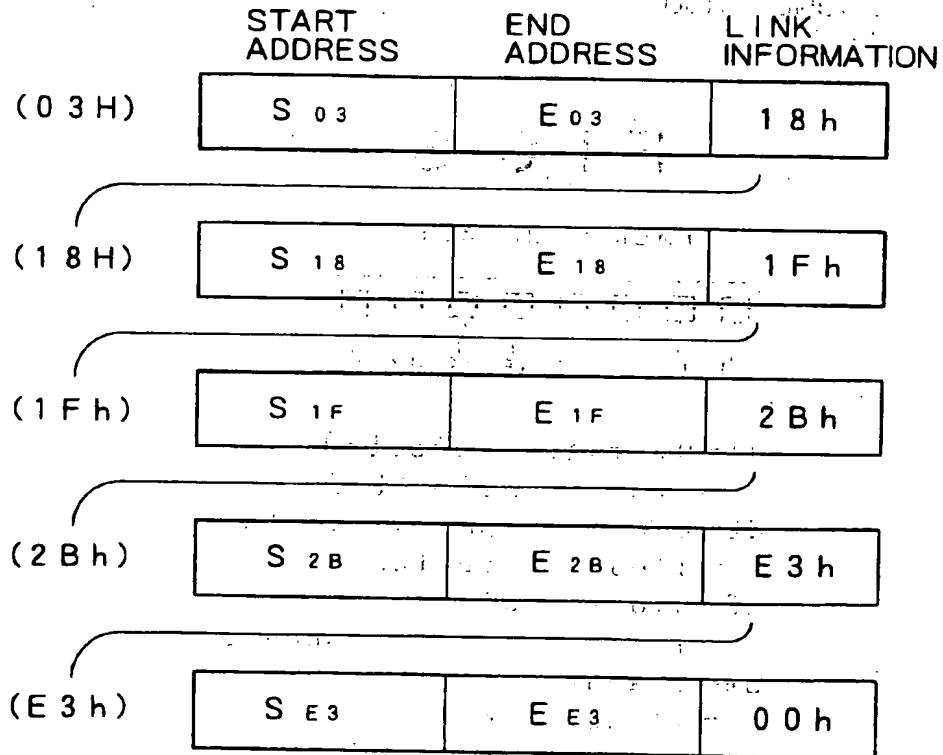 START ADDRESS END ADDRESS LINK INFORMATION
(03H) S 03 E 03 18h
(18H) S 18 E 18 1Fh
(1Fh) S 1F E 1F 2Bh
(2Bh) S 2B E 2B E3h
(E3h) S E3 E E3 00h